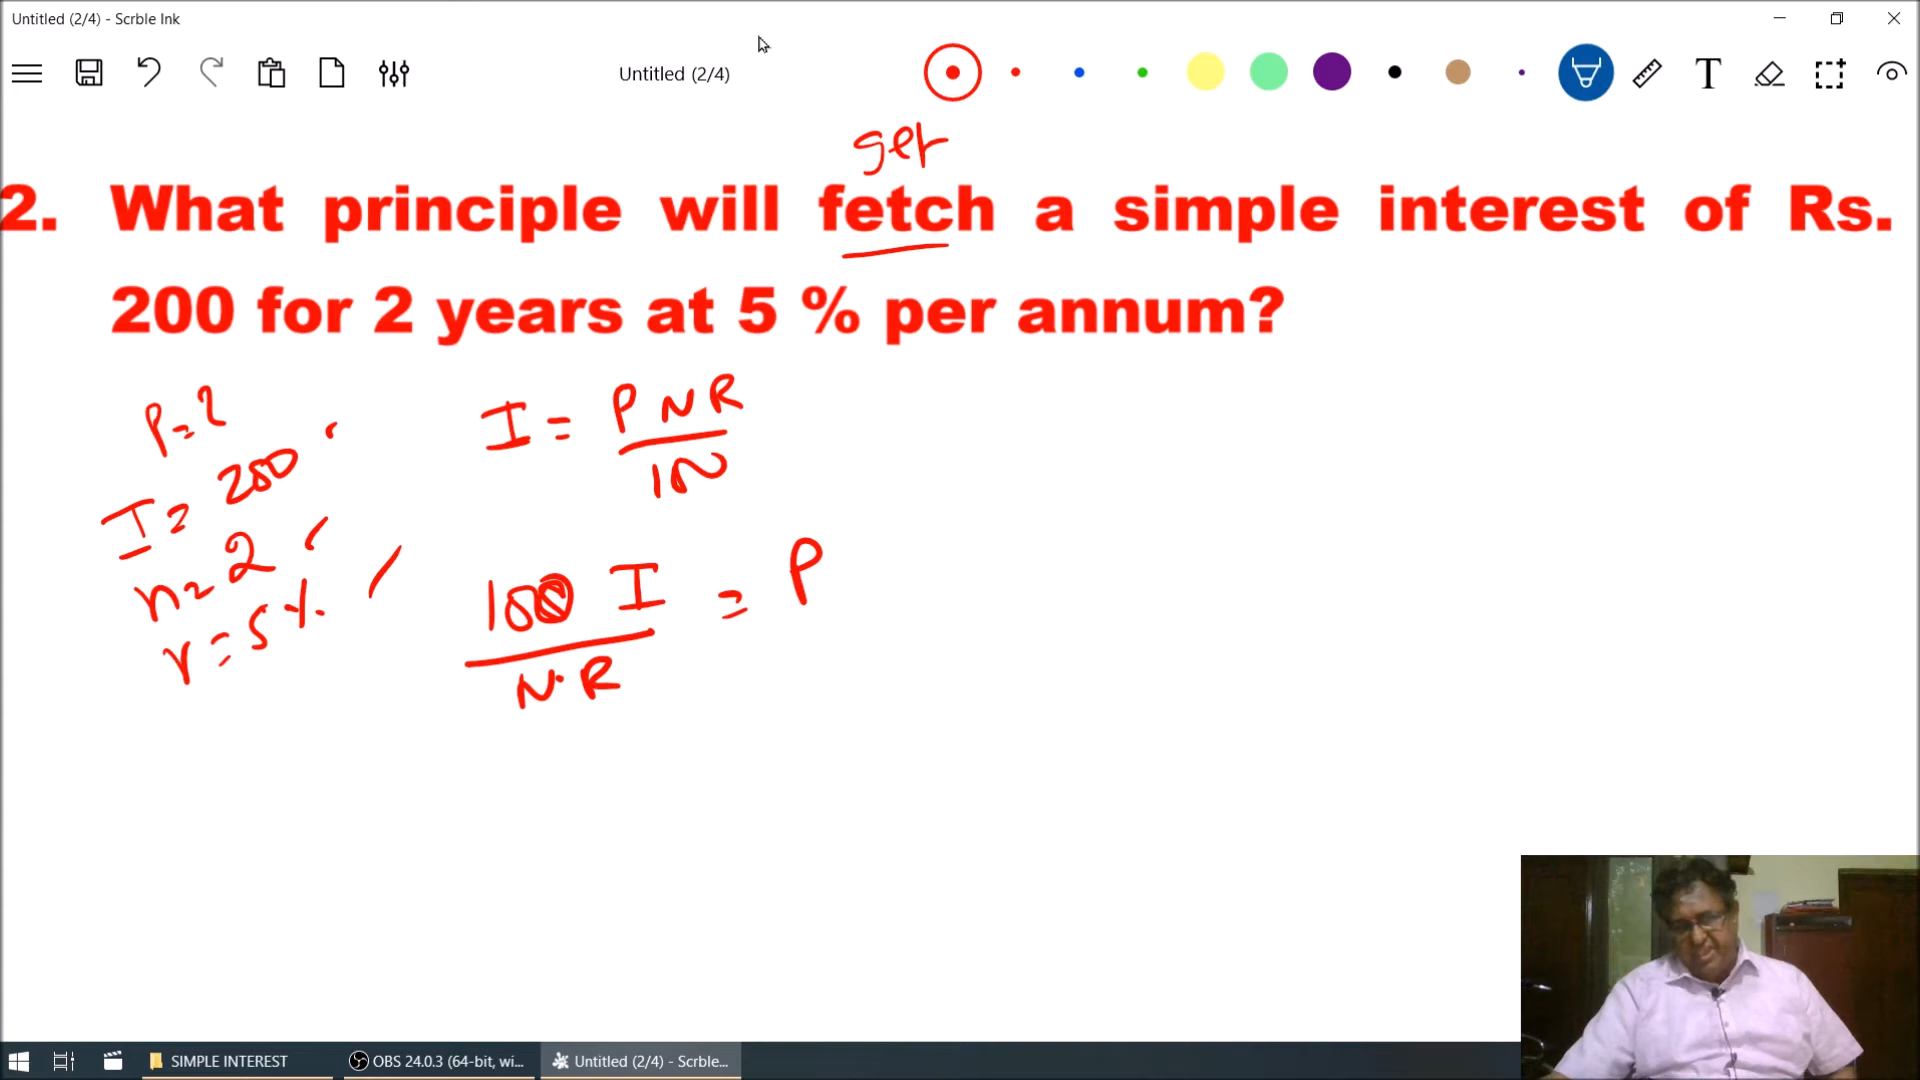 Untitled (2/4) - Scrble Ink
Untitled (2/4)
T
get
2. What principle will fetch a simple interest of Rs.
200 for 2 years at 5 % per annum?
P = ?
I = 200
n = 2
r = 5 %
I = P N R
100
100 I = P
N. R
SIMPLE INTEREST
OBS 24.0.3 (64-bit, wi...
Untitled (2/4) - Scrble...